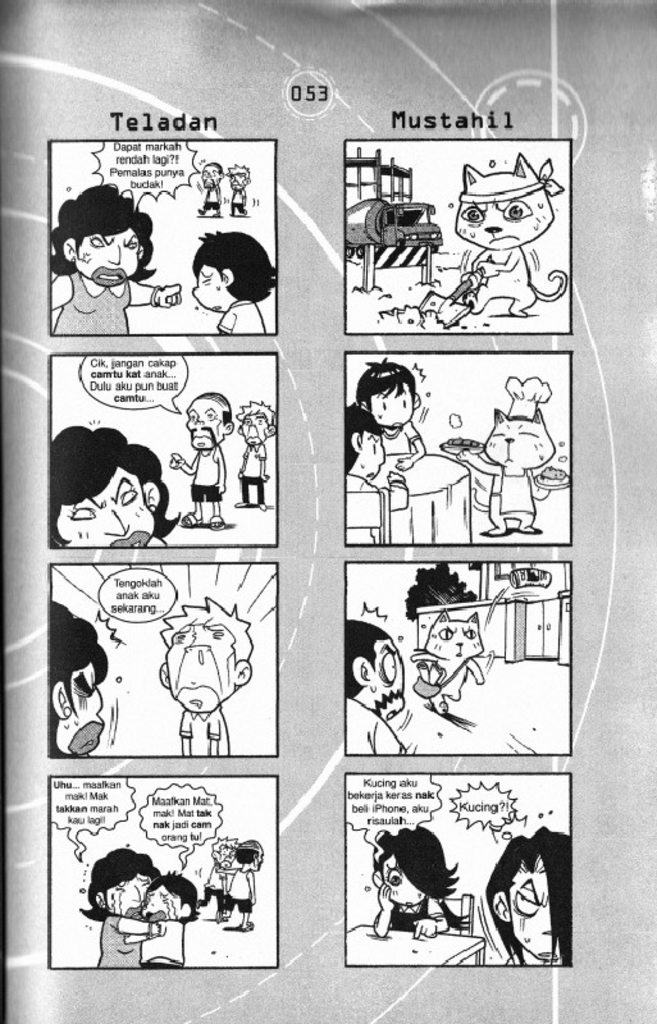 053
Teladan
Dapat markah
rendah lagi?!
Pemalas punya
budak!
Cik, jangan cakap
camtu kat anak...
Dulu aku pun buat
camtu...
Tengoklah
anak aku
sekarang...
Uhu... maafkan
mak! Mak
takkan marah
kau lagi!
Maafkan Mat,
mak! Mat tak
nak jadi cam
orang tu!
Mustahil
Kucing aku
bekerja keras nak
beli iPhone, aku
risaulah...
Kucing?!